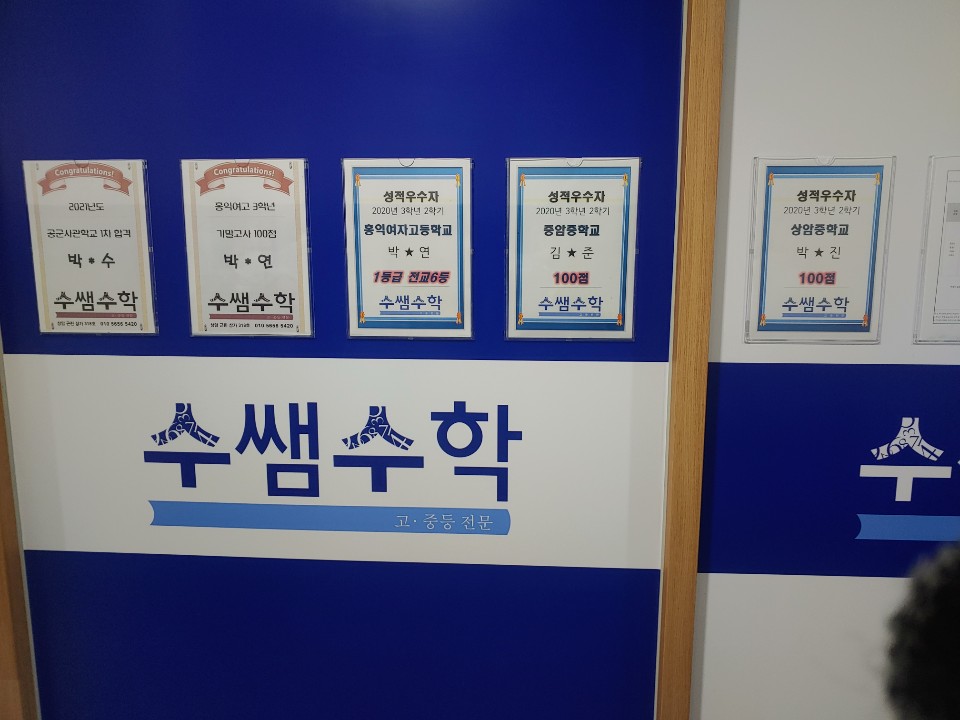 Congratulations!
2021년도
공군사관학교 1차 합격
박 * 수
수쌤수학
010 5656 5420
Congratulations!
홍익여고 3학년
기말고사 100점
박 * 연
수쌤수학
010 5656 5420
성적우수자
2020년 3학년 2학기
홍익여자고등학교
박 ★ 연
1등급 전교6등
수쌤수학
성적우수자
2020년 3학년 2학기
중암중학교
김 ★ 준
100점
수쌤수학
성적우수자
2020년 3학년 2학기
상암중학교
박 ★ 진
100점
수쌤수학
수쌤수학
고·중등 전문
수